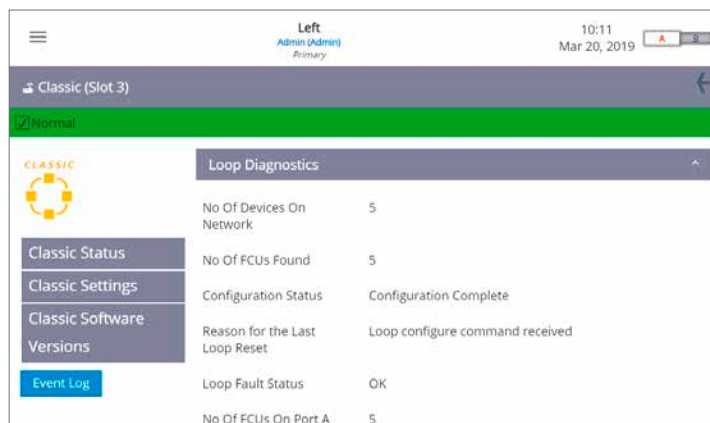 Left
Admin (Admin)
Primary
10:11
Mar 20, 2019
A B
Classic (Slot 3)
Normal
CLASSIC
Classic Status
Classic Settings
Classic Software
Versions
Event Log
Loop Diagnostics
No Of Devices On
Network
5
No Of FCUs Found
5
Configuration Status
Configuration Complete
Reason for the Last
Loop Reset
Loop configure command received
Loop Fault Status
OK
No Of FCUs On Port A
5